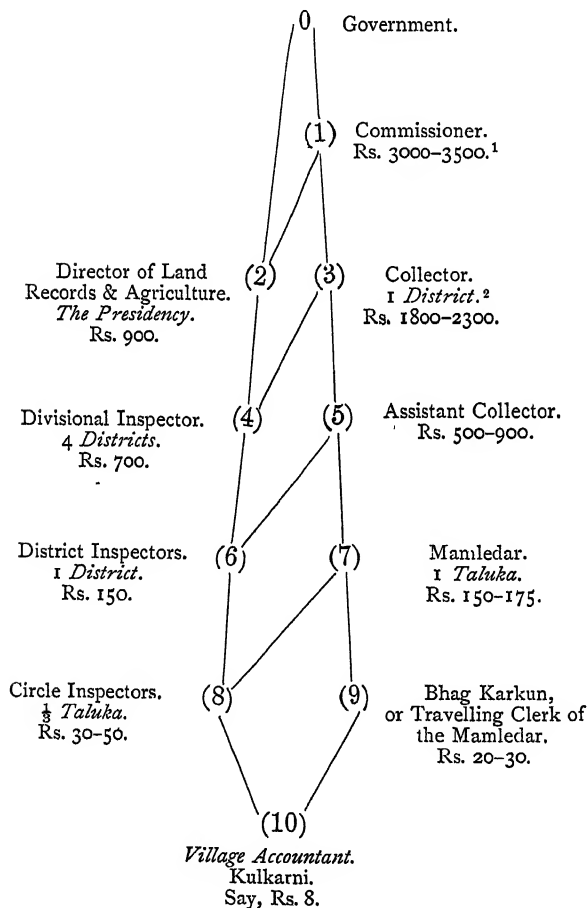 0 Government.
(1) Commissioner.
Rs. 3000–3500.¹
Director of Land
Records & Agriculture.
The Presidency.
Rs. 900.
(2)
(3) Collector.
1 District.²
Rs. 1800–2300.
Divisional Inspector.
4 Districts.
Rs. 700.
(4)
(5) Assistant Collector.
Rs. 500–900.
District Inspectors.
1 District.
Rs. 150.
(6)
(7) Mamledar.
1 Taluka.
Rs. 150–175.
Circle Inspectors.
⅓ Taluka.
Rs. 30–50.
(8)
(9) Bhag Karkun,
or Travelling Clerk of
the Mamledar.
Rs. 20–30.
(10)
Village Accountant.
Kulkarni.
Say, Rs. 8.